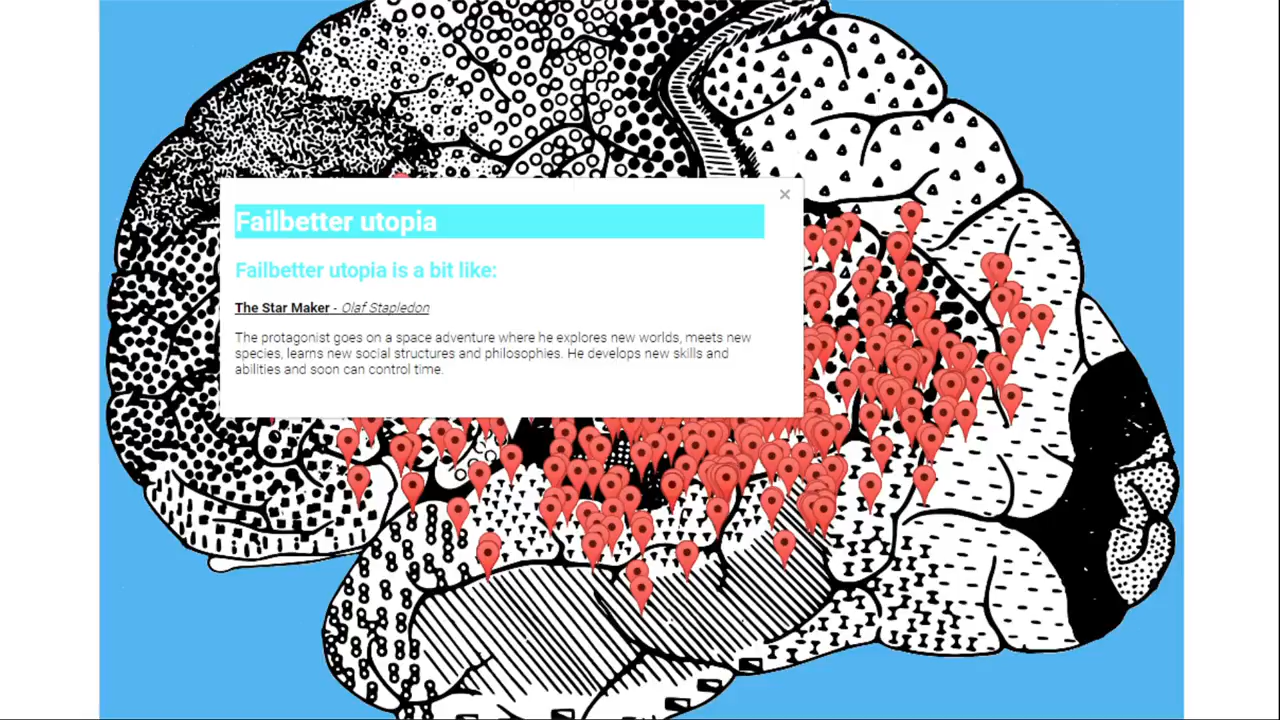 ×
Failbetter utopia
Failbetter utopia is a bit like:
The Star Maker - Olaf Stapledon
The protagonist goes on a space adventure where he explores new worlds, meets new
species, learns new social structures and philosophies. He develops new skills and
abilities and soon can control time.